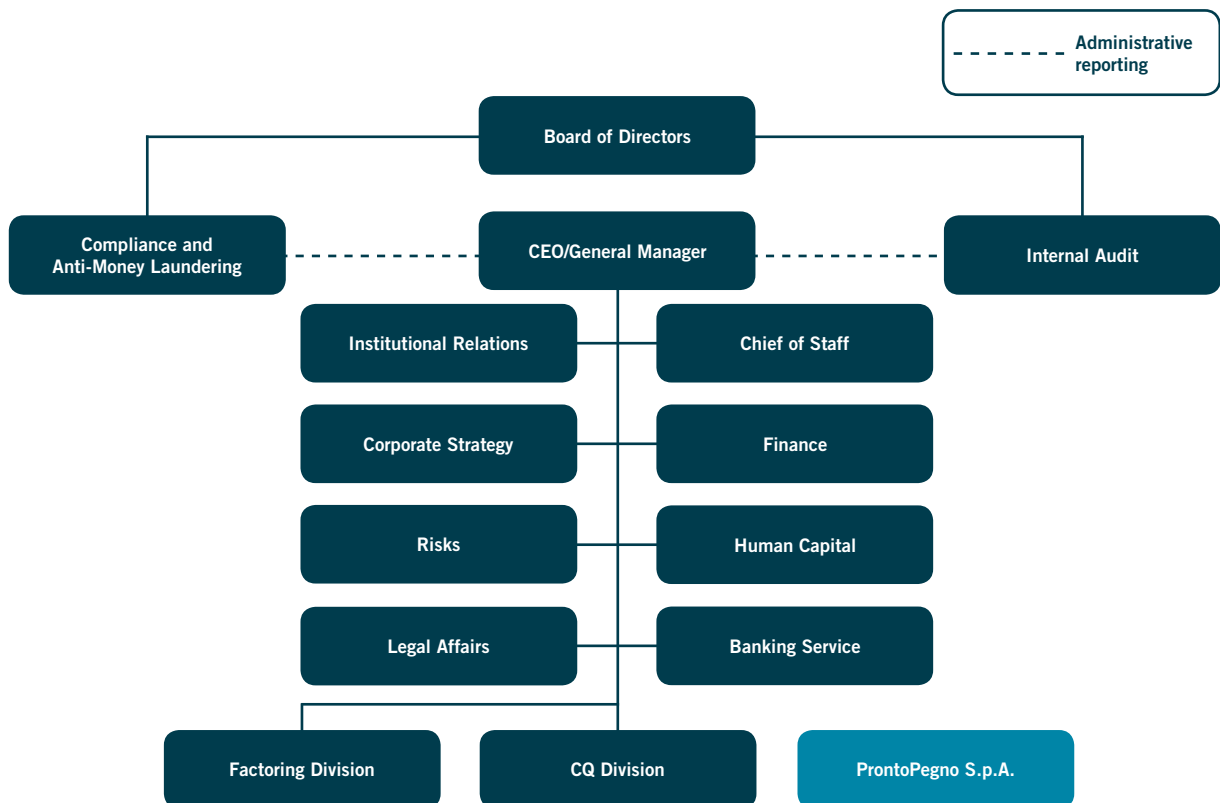 Administrative
reporting
Board of Directors
Compliance and
Anti-Money Laundering
CEO/General Manager
Internal Audit
Institutional Relations
Chief of Staff
Corporate Strategy
Finance
Risks
Human Capital
Legal Affairs
Banking Service
Factoring Division
CQ Division
ProntoPegno S.p.A.